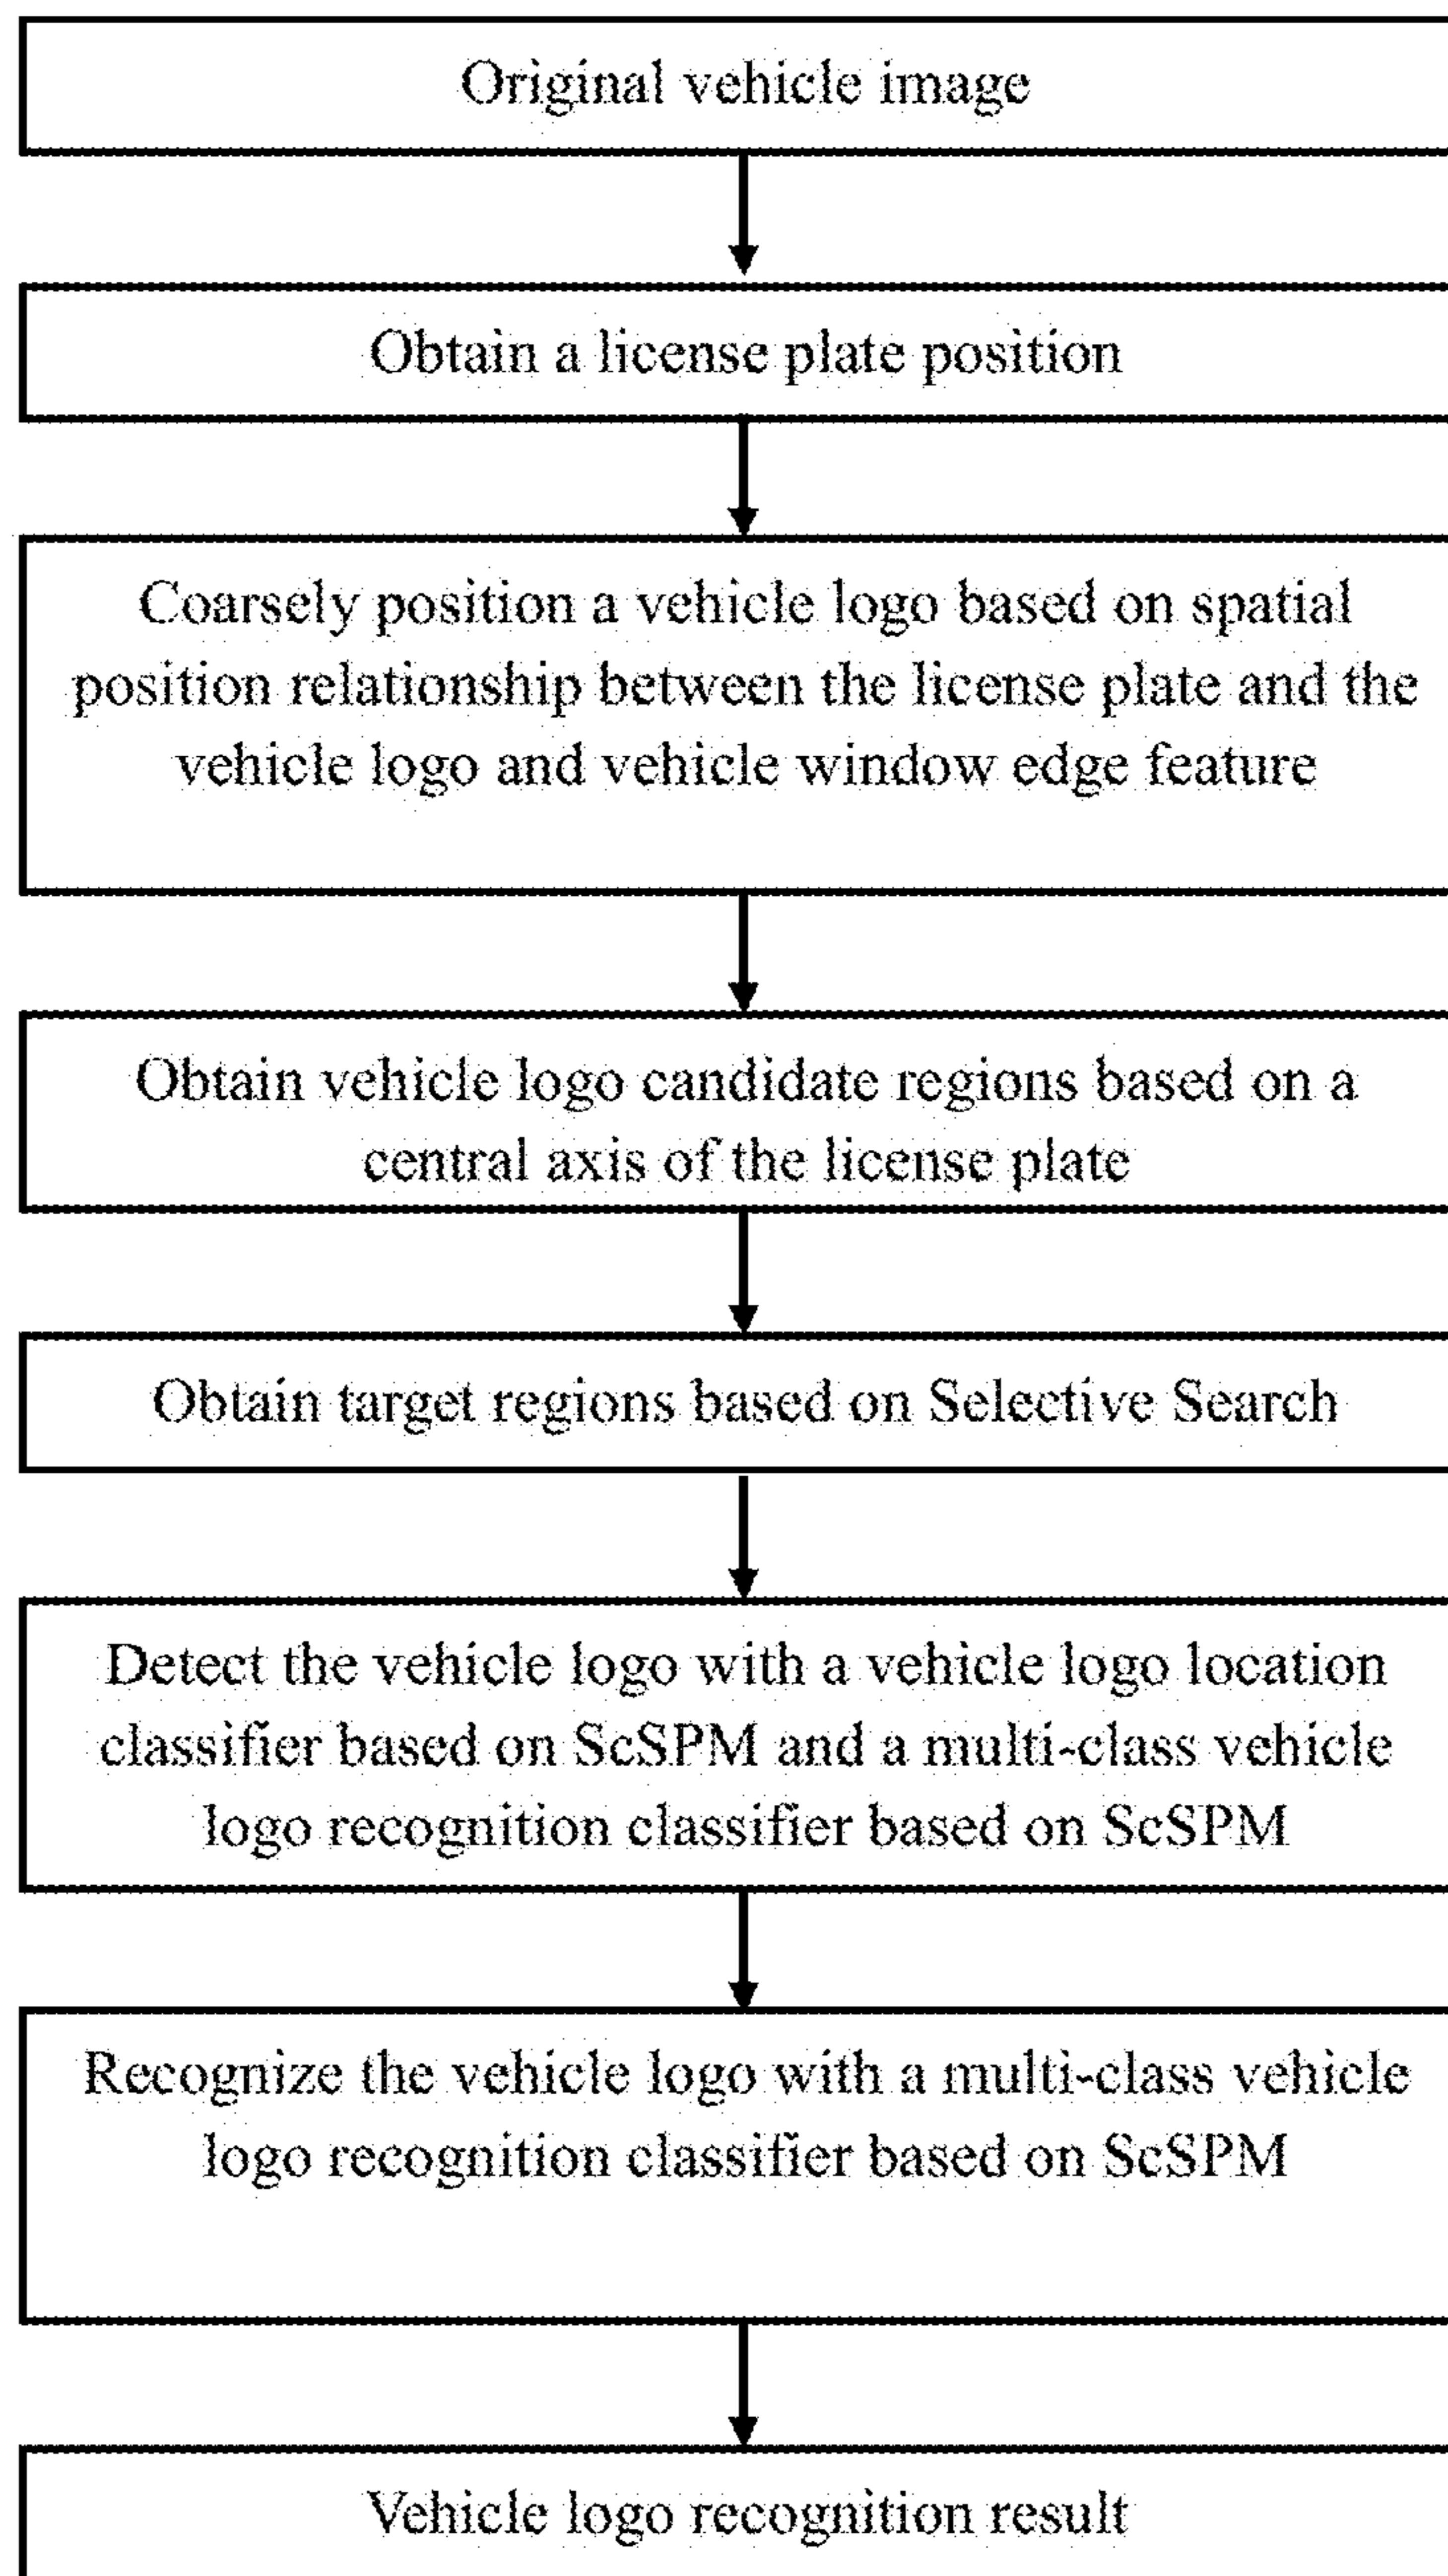 Original vehicle image
Obtain a license plate position
Coarsely position a vehicle logo based on spatial
position relationship between the license plate and the
vehicle logo and vehicle window edge feature
Obtain vehicle logo candidate regions based on a
central axis of the license plate
Obtain target regions based on Selective Search
Detect the vehicle logo with a vehicle logo location
classifier based on ScSPM and a multi-class vehicle
logo recognition classifier based on ScSPM
Recognize the vehicle logo with a multi-class vehicle
logo recognition classifier based on ScSPM
Vehicle logo recognition result